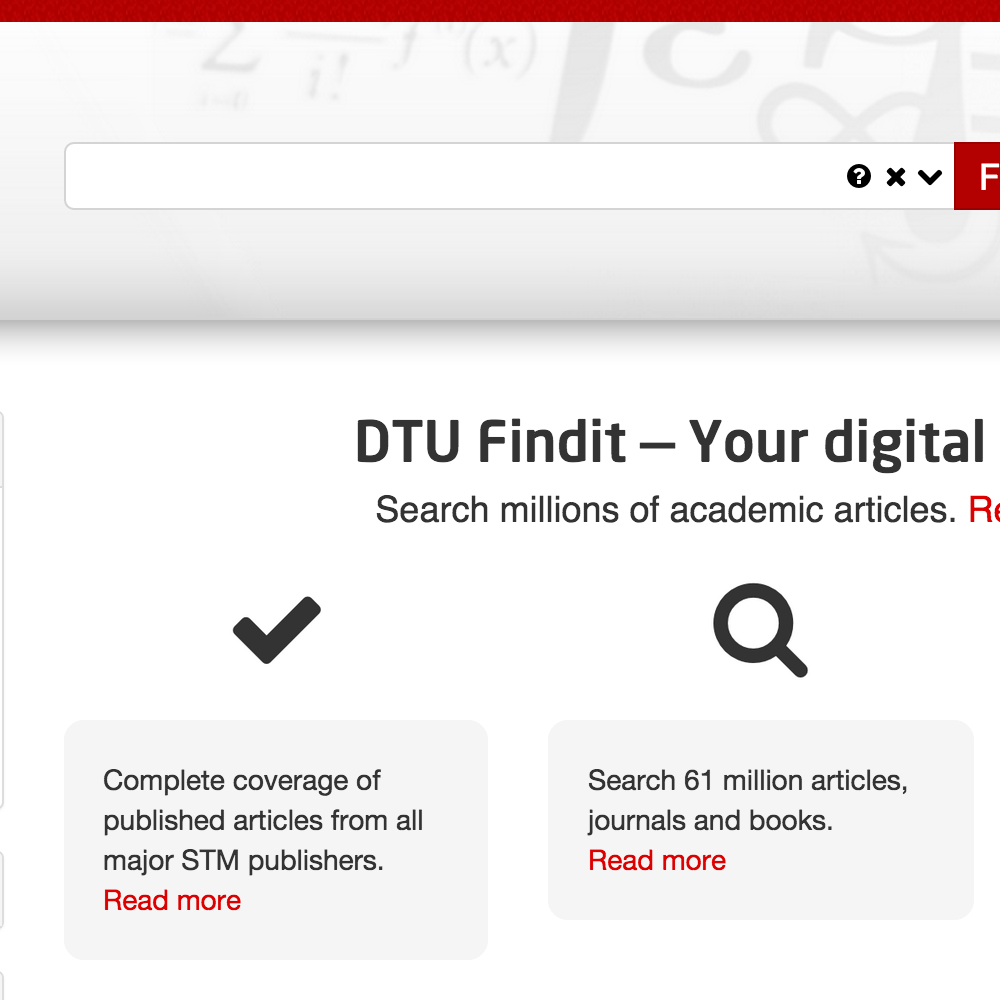 F
DTU Findit – Your digital
Search millions of academic articles. Re
Complete coverage of
published articles from all
major STM publishers.
Read more
Search 61 million articles,
journals and books.
Read more